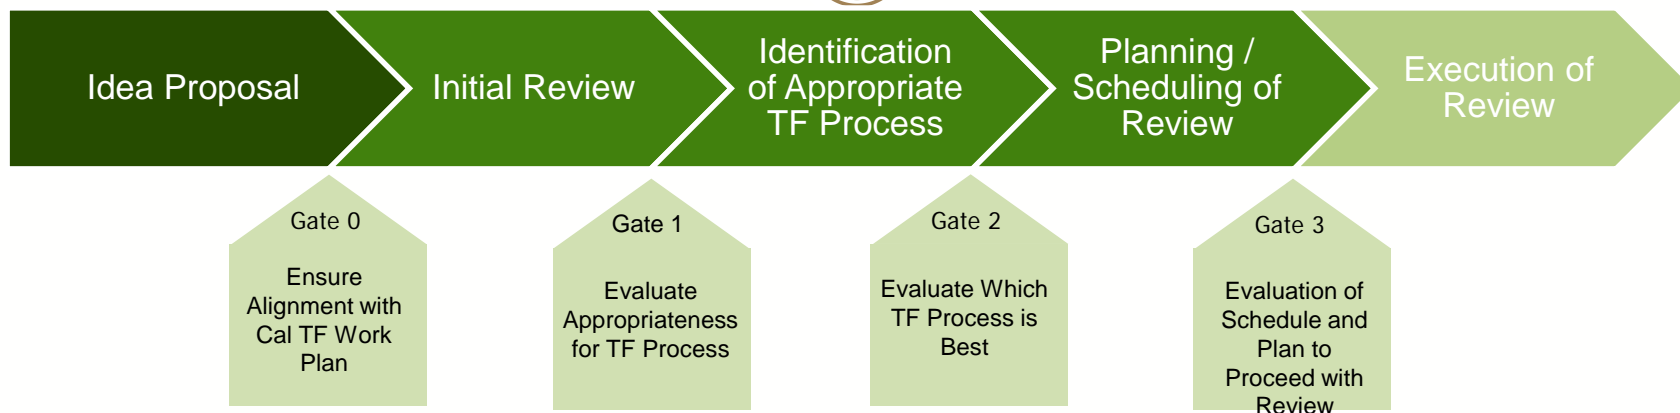 Idea Proposal
Initial Review
Identification
of Appropriate
TF Process
Planning /
Scheduling of
Review
Execution of
Review
Gate 0
Ensure
Alignment with
Cal TF Work
Plan
Gate 1
Evaluate
Appropriateness
for TF Process
Gate 2
Evaluate Which
TF Process is
Best
Gate 3
Evaluation of
Schedule and
Plan to
Proceed with
Review